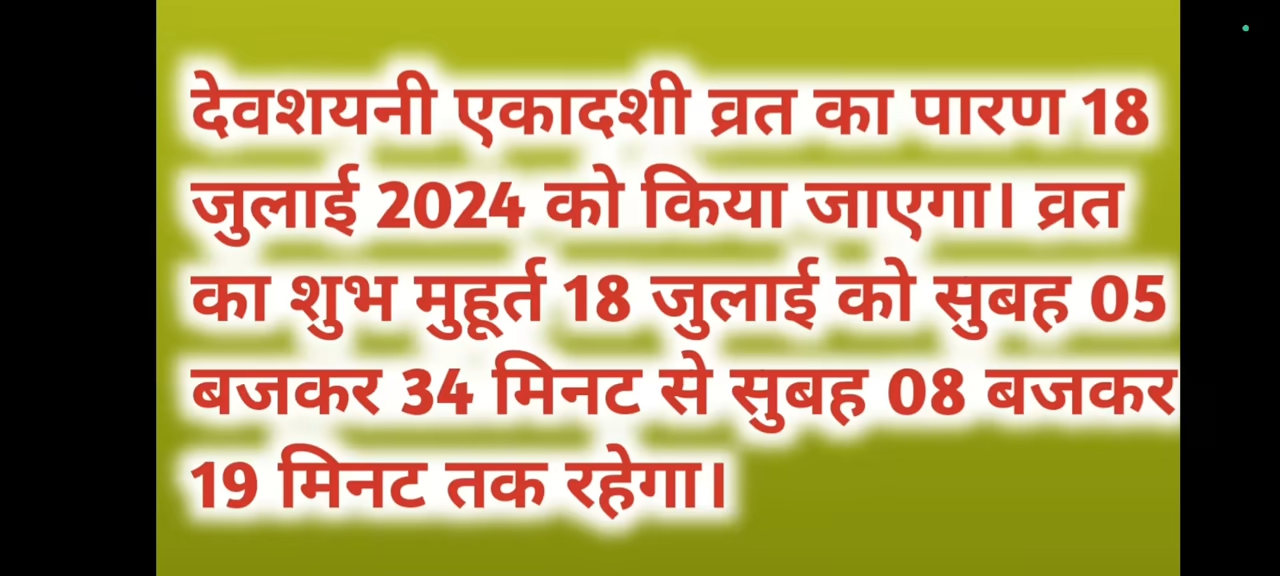 देवशयनी एकादशी व्रत का पारण 18
जुलाई 2024 को किया जाएगा। व्रत
का शुभ मुहूर्त 18 जुलाई को सुबह 05
बजकर 34 मिनट से सुबह 08 बजकर
19 मिनट तक रहेगा।